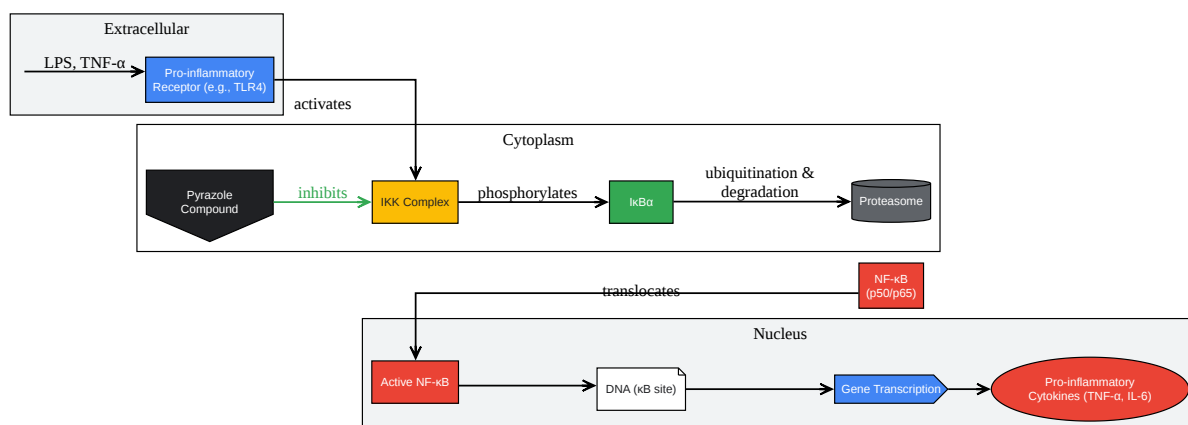 Extracellular
LPS, TNF-α
Pro-inflammatory
Receptor (e.g., TLR4)
activates
Cytoplasm
Pyrazole
Compound
inhibits
IKK Complex
phosphorylates
IκBα
ubiquitination &
degradation
Proteasome
NF-κB
(p50/p65)
translocates
Nucleus
Active NF-κB
DNA (κB site)
Gene Transcription
Pro-inflammatory
Cytokines (TNF-α, IL-6)